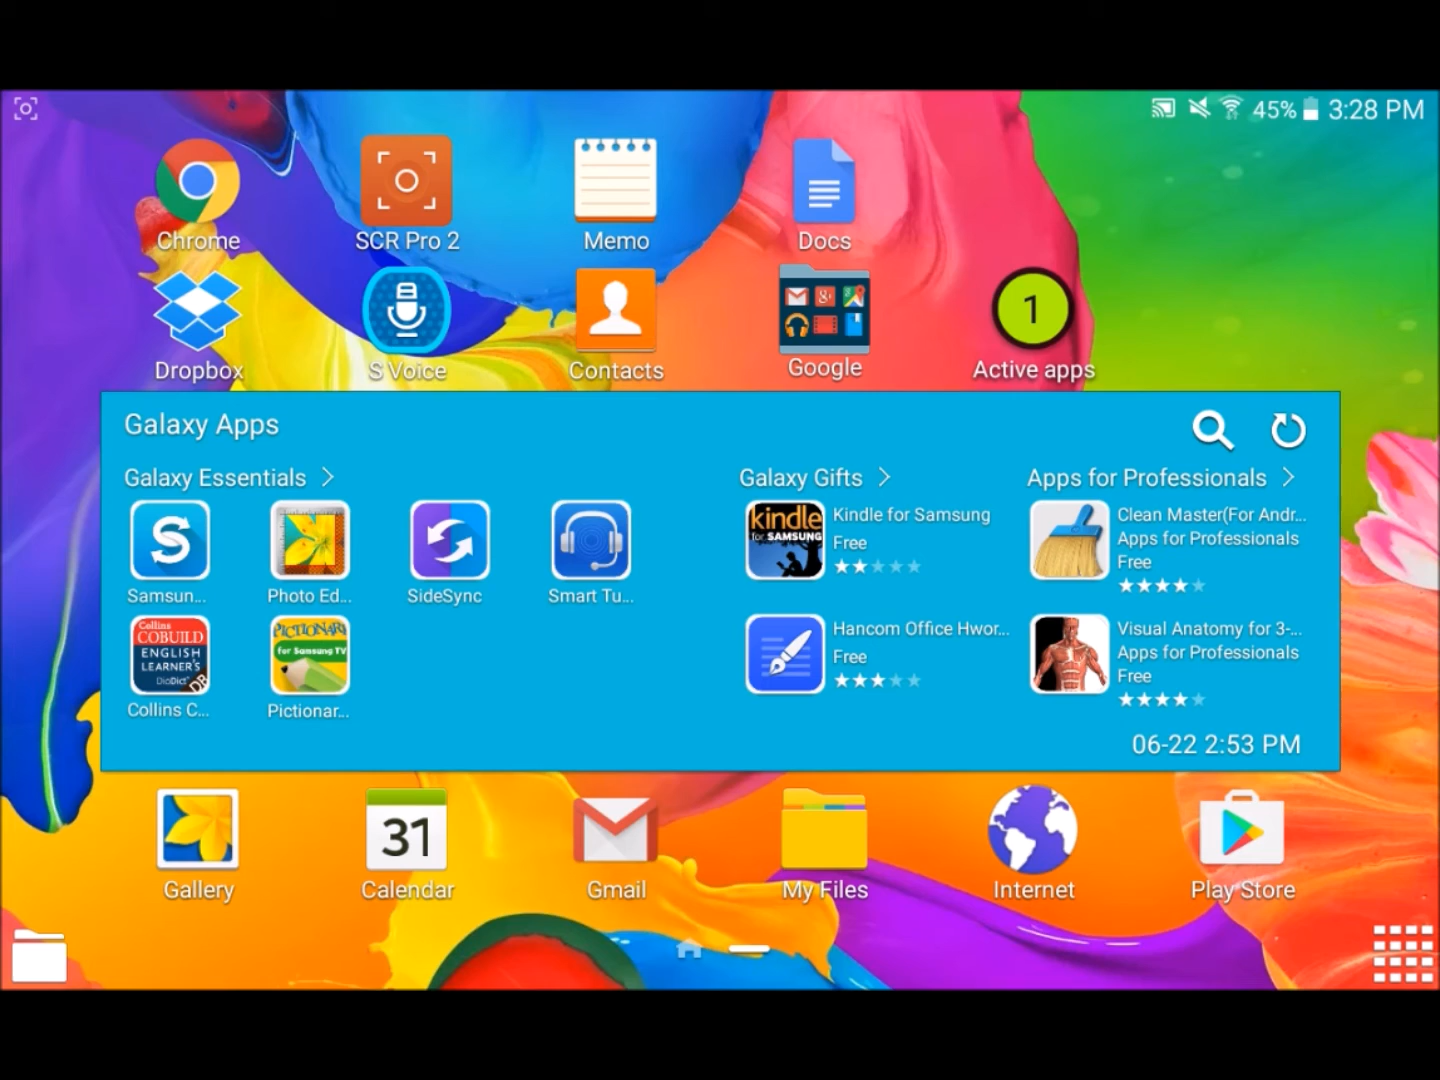 45% 3:28 PM
Chrome
SCR Pro 2
Memo
Docs
Dropbox
S Voice
Contacts
Google
1
Active apps
Galaxy Apps
Galaxy Essentials
Samsun...
Photo Ed...
SideSync
Smart Tu...
Collins
COBUILD
ENGLISH
LEARNER'S
DioDict
DB
Collins C...
PICTIONARY
for Samsung TV
Pictionar...
Galaxy Gifts
kindle
for SAMSUNG
Kindle for Samsung
Free
Hancom Office Hwor...
Free
Apps for Professionals
Clean Master(For Andr...
Apps for Professionals
Free
Visual Anatomy for 3-...
Apps for Professionals
Free
06-22 2:53 PM
Gallery
31
Calendar
Gmail
My Files
Internet
Play Store